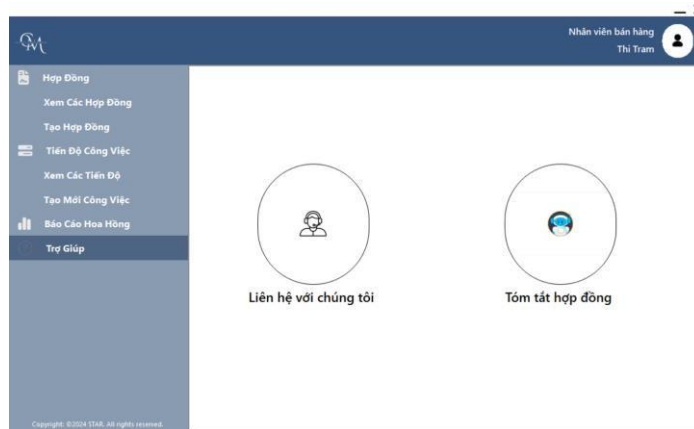 Nhân viên bán hàng
Thi Tram
Hợp Đồng
Xem Các Hợp Đồng
Tạo Hợp Đồng
Tiến Độ Công Việc
Xem Các Tiến Độ
Tạo Mới Công Việc
Báo Cáo Hoa Hồng
Trợ Giúp
Liên hệ với chúng tôi
Tóm tắt hợp đồng
Copyright: ©2024 STAR. All rights reserved.